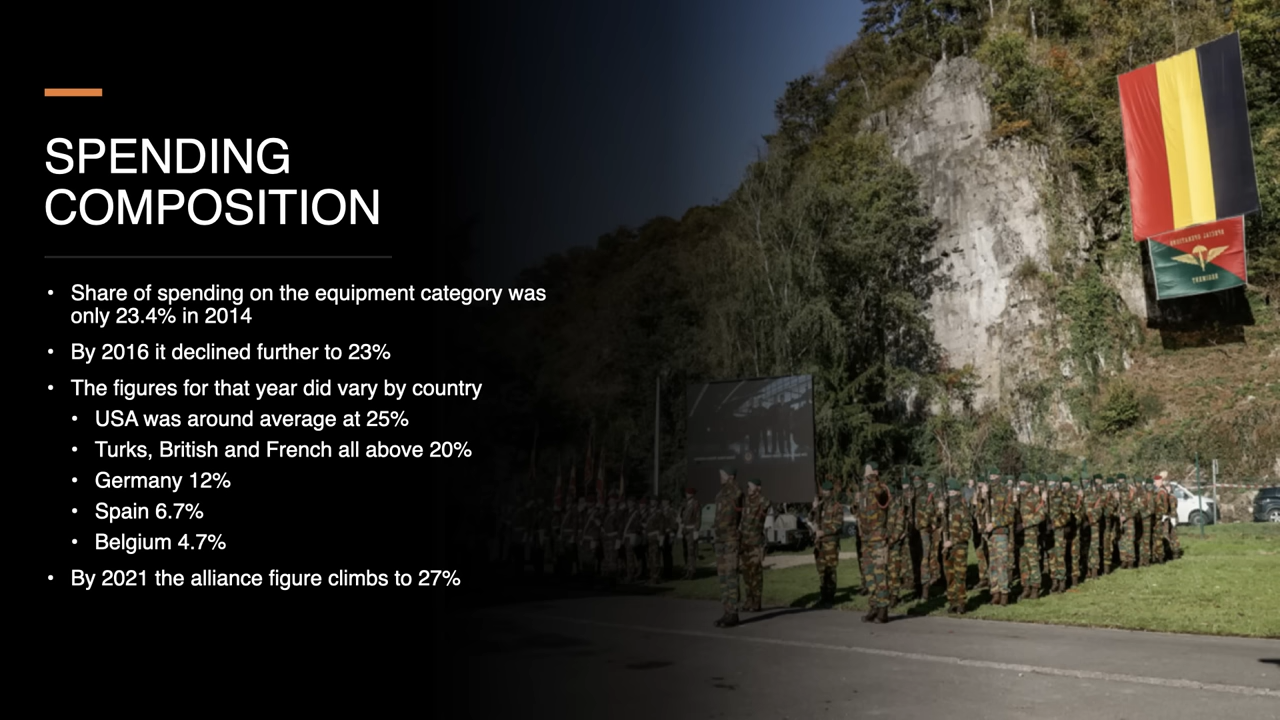 SPENDING
COMPOSITION
• Share of spending on the equipment category was
only 23.4% in 2014
• By 2016 it declined further to 23%
• The figures for that year did vary by country
• USA was around average at 25%
• Turks, British and French all above 20%
• Germany 12%
• Spain 6.7%
• Belgium 4.7%
• By 2021 the alliance figure climbs to 27%